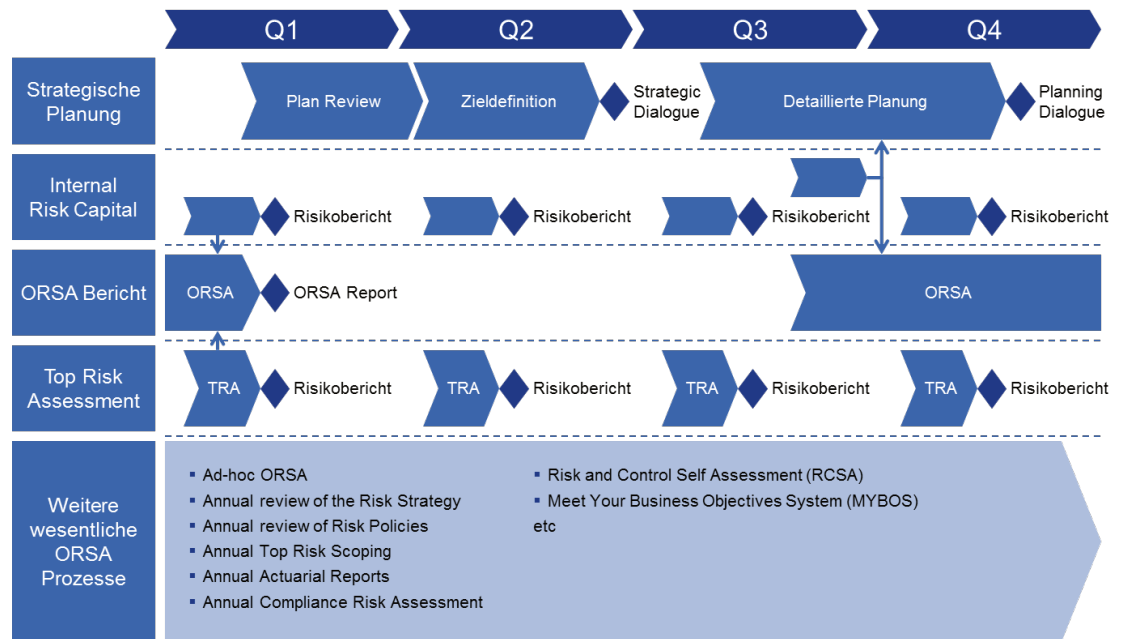 Q1
Q2
Q3
Q4
Strategische
Planung
Plan Review
Zieldefinition
Strategic
Dialogue
Detaillierte Planung
Planning
Dialogue
Internal
Risk Capital
Risikobericht
Risikobericht
Risikobericht
Risikobericht
ORSA Bericht
ORSA
ORSA Report
ORSA
Top Risk
Assessment
TRA
Risikobericht
TRA
Risikobericht
TRA
Risikobericht
TRA
Risikobericht
Weitere
wesentliche
ORSA
Prozesse
▪ Ad-hoc ORSA
▪ Annual review of the Risk Strategy
▪ Annual review of Risk Policies
▪ Annual Top Risk Scoping
▪ Annual Actuarial Reports
▪ Annual Compliance Risk Assessment
▪ Risk and Control Self Assessment (RCSA)
▪ Meet Your Business Objectives System (MYBOS)
etc